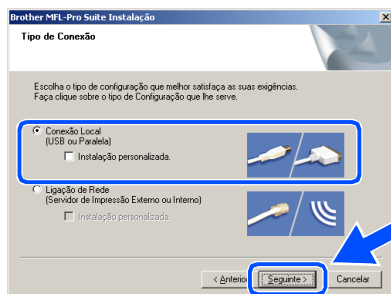 Brother MFL-Pro Suite Instalação
Tipo de Conexão
Escolha o tipo de configuração que melhor satisfaça as suas exigências.
Faça clique sobre o tipo de Configuração que lhe serve.
Conexão Local
(USB ou Paralela)
Instalação personalizada.
Ligação de Rede
(Servidor de Impressão Externo ou Interno)
Instalação personalizada.
< Anterio Seguinte > Cancelar